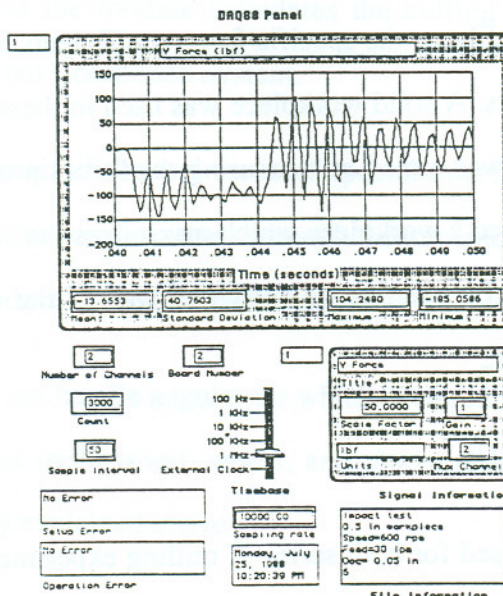 DAQ88 Panel
1
Y Force (lbf)
150
100
50
0
-50
-100
-150
-200
.040 .041 .042 .043 .044 .045 .046 .047 .048 .049 .050
Time (seconds)
-13.6553 40.7603 104.2480 -185.0586
Mean Standard Deviation Maximum Minimum
2 2 1
Number of Channels Board Number
3000
Count
50
Sample Interval
100 Hz
1 KHz
10 KHz
100 KHz
1 MHz
External Clock
Timebase
Y Force
Title
50.0000 1
Scale Factor Gain
lbf 2
Units Mux Channel
Signal Informatio
No Error
Setup Error
No Error
Operation Error
10000.00
Sampling rate
Monday, July
25, 1988
10:20:39 PM
Impact test
0.5 in workpiece
Speed=600 rpm
Feed=30 ipm
Doc= 0.05 in
5
File Information